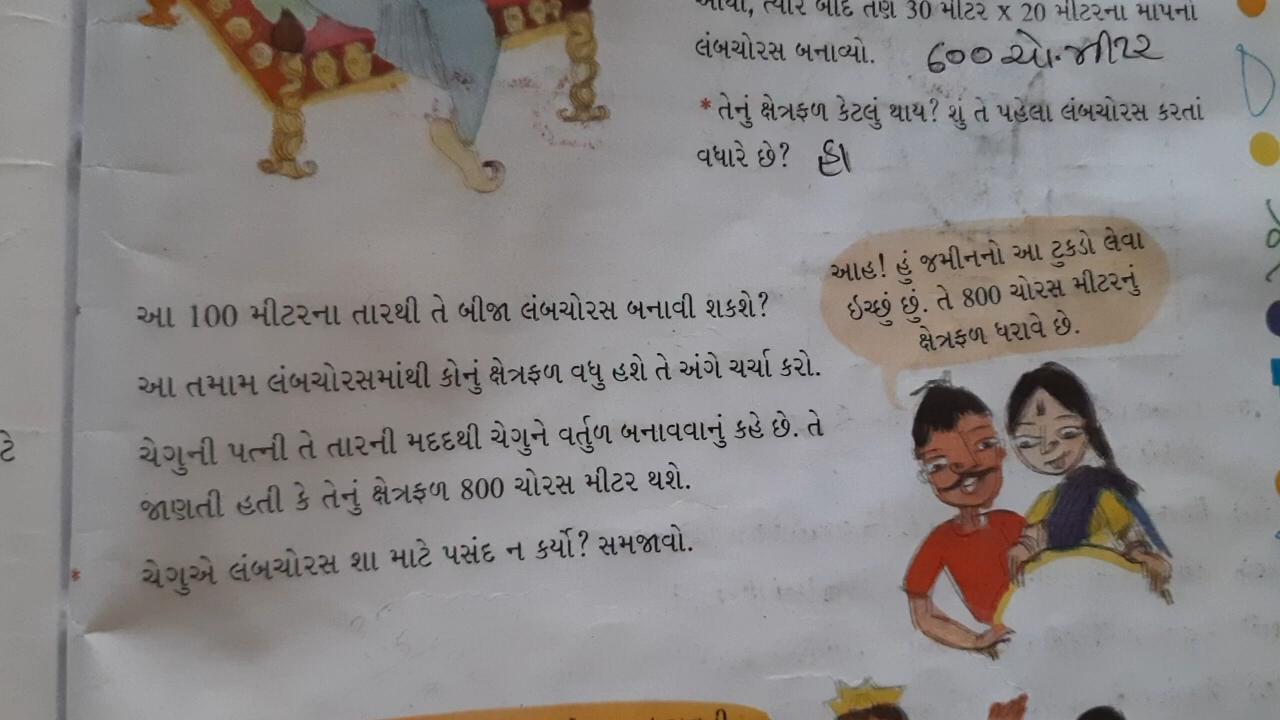 ત્યાર બાદ તેણે 30 મીટર X 20 મીટરના માપનો
લંબચોરસ બનાવ્યો. 600 ચો.મીટર
* તેનું ક્ષેત્રફળ કેટલું થાય? શું તે પહેલા લંબચોરસ કરતાં
વધારે છે? હા
આહ! હું જમીનનો આ ટુકડો લેવા
ઇચ્છું છું. તે 800 ચોરસ મીટરનું
ક્ષેત્રફળ ધરાવે છે.
આ 100 મીટરના તારથી તે બીજા લંબચોરસ બનાવી શકશે?
આ તમામ લંબચોરસમાંથી કોનું ક્ષેત્રફળ વધુ હશે તે અંગે ચર્ચા કરો.
ચેગુની પત્ની તે તારની મદદથી ચેગુને વર્તુળ બનાવવાનું કહે છે. તે
જાણતી હતી કે તેનું ક્ષેત્રફળ 800 ચોરસ મીટર થશે.
* ચેગુએ લંબચોરસ શા માટે પસંદ ન કર્યો? સમજાવો.
ટે